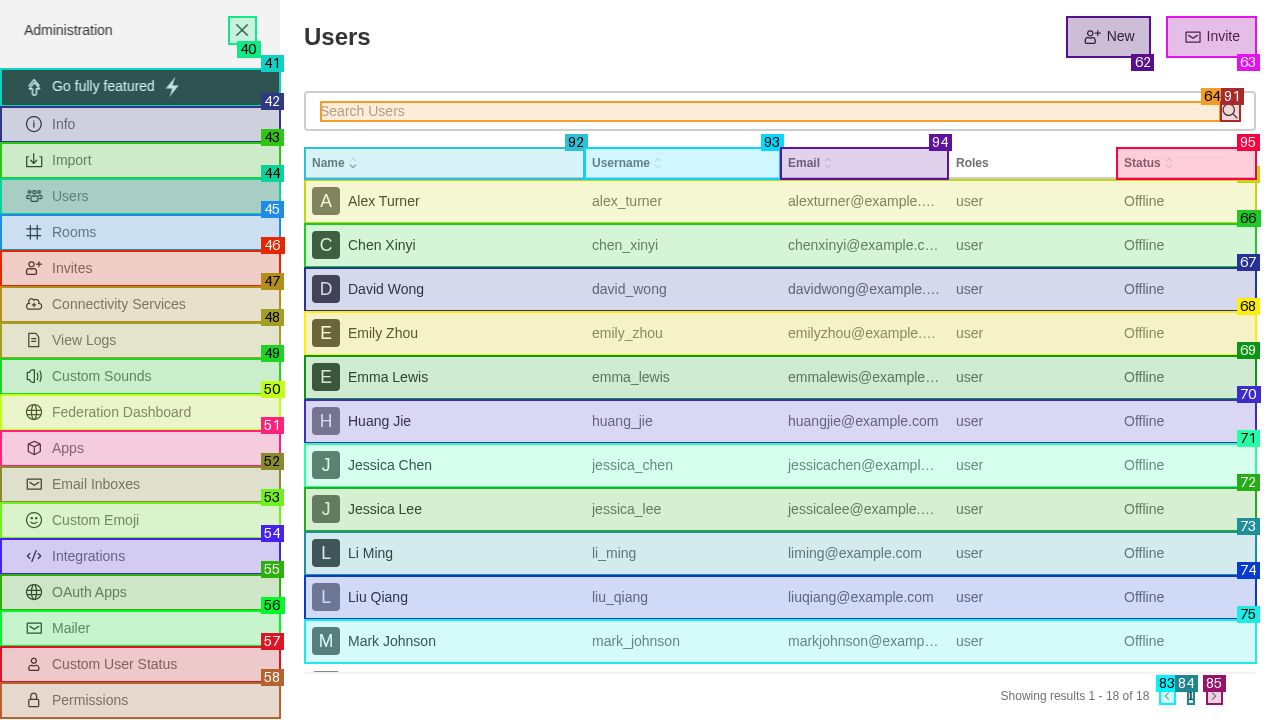 Administration
40
41
Go fully featured
42
Info
43
Import
44
Users
45
Rooms
46
Invites
47
Connectivity Services
48
View Logs
49
Custom Sounds
50
Federation Dashboard
51
Apps
52
Email Inboxes
53
Custom Emoji
54
Integrations
55
OAuth Apps
56
Mailer
57
Custom User Status
58
Permissions
Users
New
62
Invite
63
Search Users
64
91
92 93 94 95
Name Username Email Roles Status
A Alex Turner alex_turner alexturner@example.… user Offline
66
C Chen Xinyi chen_xinyi chenxinyi@example.c… user Offline
67
D David Wong david_wong davidwong@example.… user Offline
68
E Emily Zhou emily_zhou emilyzhou@example.… user Offline
69
E Emma Lewis emma_lewis emmalewis@example… user Offline
70
H Huang Jie huang_jie huangjie@example.com user Offline
71
J Jessica Chen jessica_chen jessicachen@exampl… user Offline
72
J Jessica Lee jessica_lee jessicalee@example.… user Offline
73
L Li Ming li_ming liming@example.com user Offline
74
L Liu Qiang liu_qiang liuqiang@example.com user Offline
75
M Mark Johnson mark_johnson markjohnson@examp… user Offline
83 84 85
Showing results 1 - 18 of 18 1